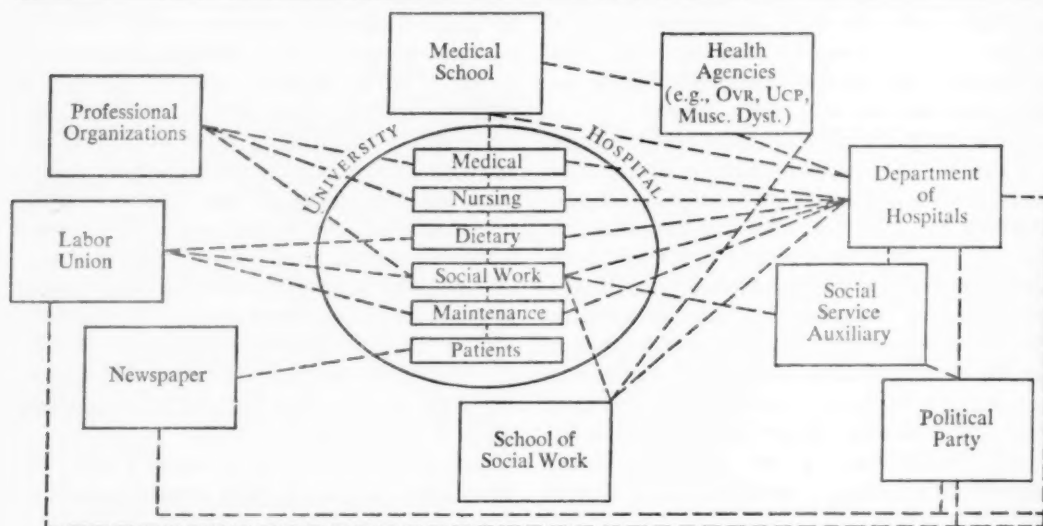 Medical
School
Health
Agencies
(e.g., OVR, UCP,
Musc. Dyst.)
Professional
Organizations
UNIVERSITY HOSPITAL
Medical
Nursing
Dietary
Social Work
Maintenance
Patients
Department
of
Hospitals
Labor
Union
Social
Service
Auxiliary
Newspaper
School of
Social Work
Political
Party